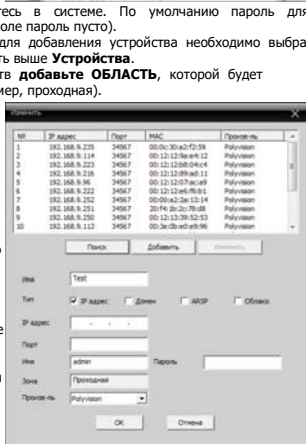 тесь в системе. По умолчанию пароль для
оле пароль пусто).
для добавления устройства необходимо выбра
ть выше Устройства.
тв добавьте ОБЛАСТЬ, которой будет
мер, проходная).
Изменить
№ IP адрес Порт MAC Произв-ль
1 192.168.9.235 34567 Polyvision
2 192.168.9.114 34567 00:12:12:9a:e4:12 Polyvision
3 192.168.9.223 34567 00:12:12:b8:04:c4 Polyvision
4 192.168.9.216 34567 00:12:12:89:ad:11 Polyvision
5 192.168.9.96 34567 00:12:12:07:ac:a9 Polyvision
6 192.168.9.222 34567 00:12:12:e6:f8:b1 Polyvision
7 192.168.9.252 34567 00:00:a2:2a:13:14 Polyvision
8 192.168.9.251 34567 20:f4:1b:2c:78:d8 Polyvision
9 192.168.9.250 34567 00:12:13:39:52:53 Polyvision
10 192.168.9.113 34567 00:3e:0b:e0:e9:96 Polyvision
Поиск Добавить Изменить
Имя Test
Тип IP адрес Домен ARSP Облако
IP адрес
Порт
Имя admin Пароль
Зона Проходная
Произв-ль Polyvision
OK Отмена